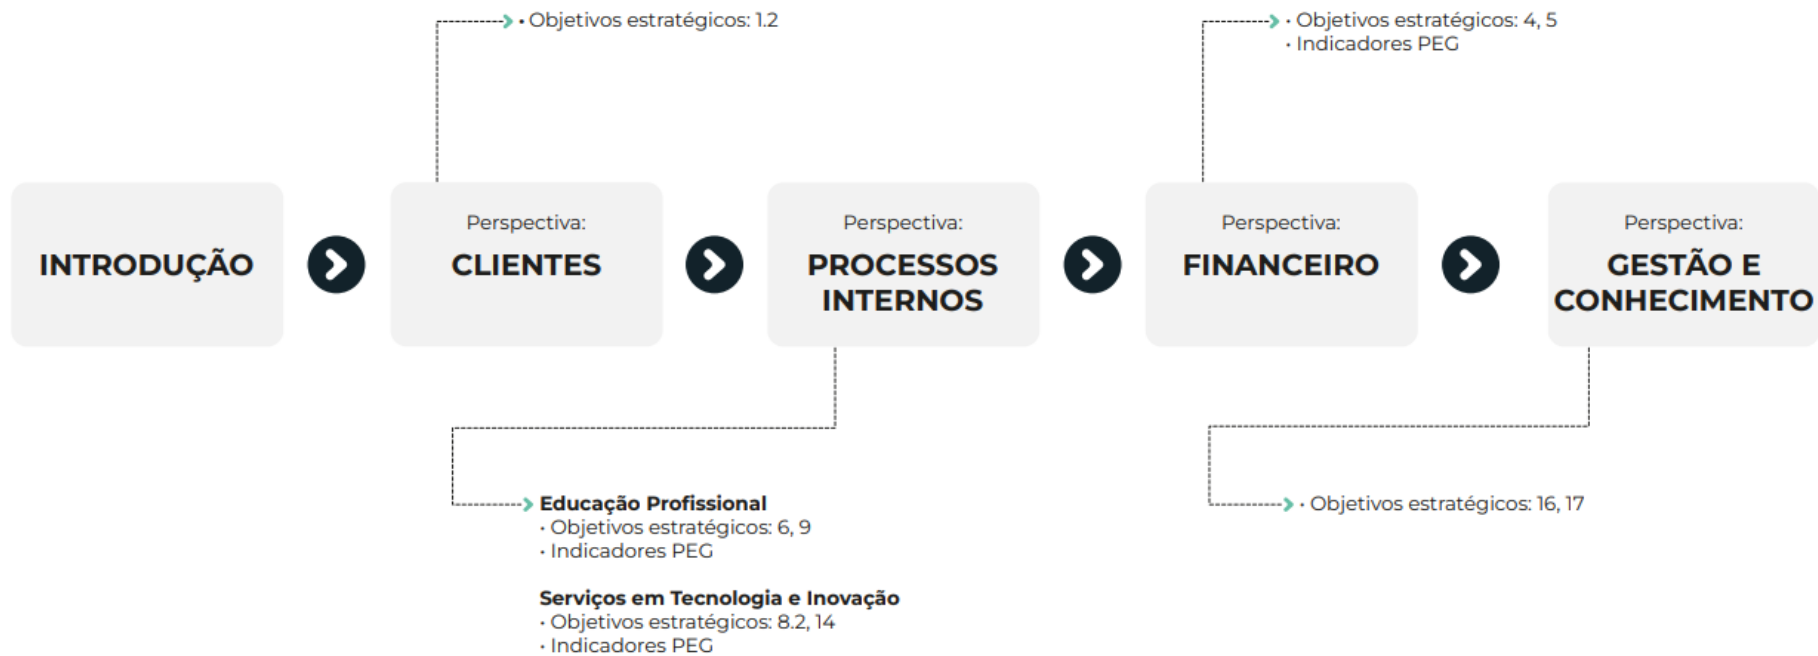 • Objetivos estratégicos: 1.2
• Objetivos estratégicos: 4, 5
• Indicadores PEG
INTRODUÇÃO
Perspectiva:
CLIENTES
Perspectiva:
PROCESSOS
INTERNOS
Perspectiva:
FINANCEIRO
Perspectiva:
GESTÃO E
CONHECIMENTO
Educação Profissional
• Objetivos estratégicos: 6, 9
• Indicadores PEG
Serviços em Tecnologia e Inovação
• Objetivos estratégicos: 8.2, 14
• Indicadores PEG
• Objetivos estratégicos: 16, 17